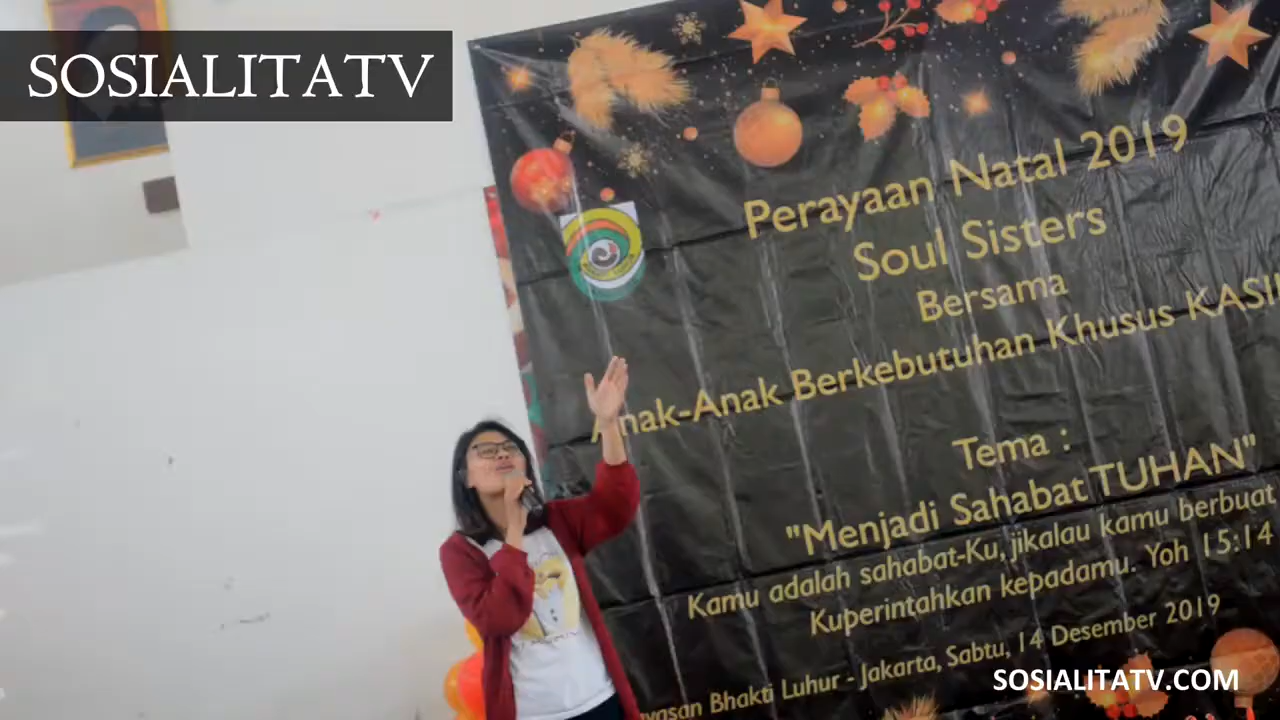 SOSIALITATV
Perayaan Natal 2019
Soul Sisters
Bersama
Anak-Anak Berkebutuhan Khusus
Tema :
"Menjadi Sahabat TUHAN"
Kamu adalah sahabat-Ku, jikalau kamu berbuat
Kuperintahkan kepadamu. Yoh 15:14
Bhakti Luhur - Jakarta, Sabtu, 14 Desember 2019
SOSIALITATV.COM